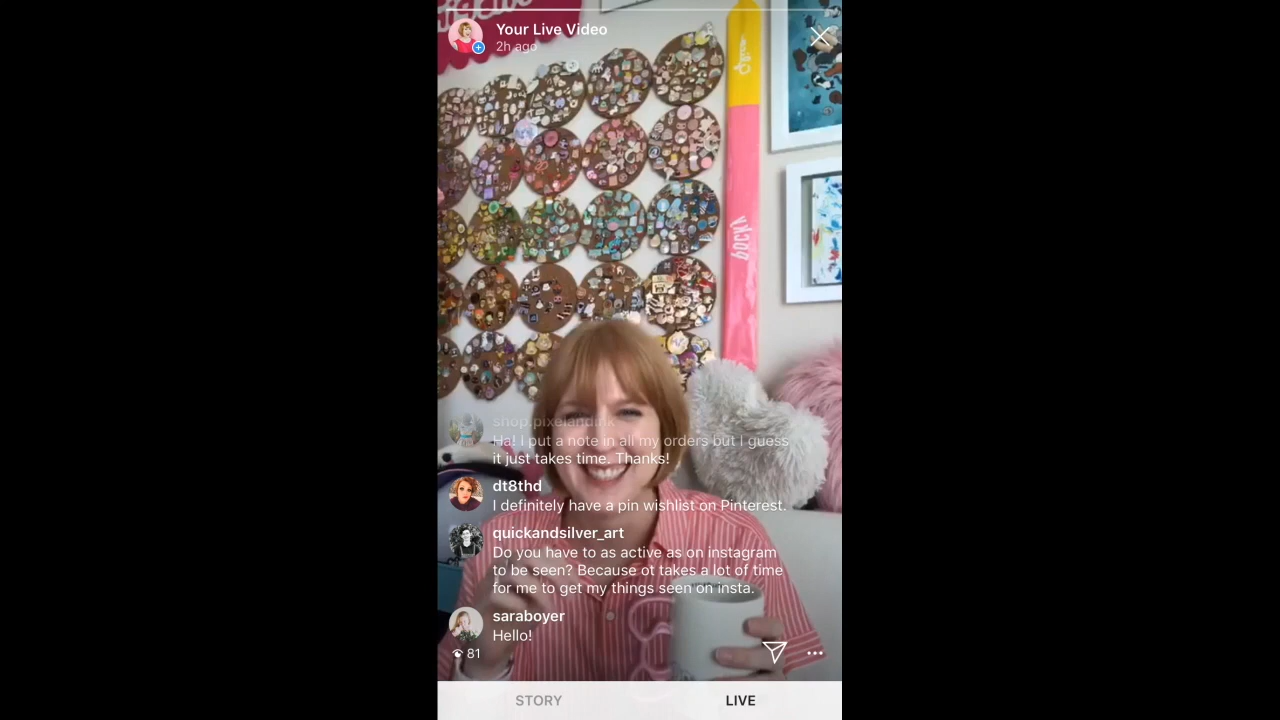 Your Live Video
2h ago
pocky
shop.pixelandink
Ha! I put a note in all my orders but I guess
it just takes time. Thanks!
dt8thd
I definitely have a pin wishlist on Pinterest.
quickandsilver_art
Do you have to as active as on instagram
to be seen? Because ot takes a lot of time
for me to get my things seen on insta.
saraboyer
Hello!
81
STORY
LIVE